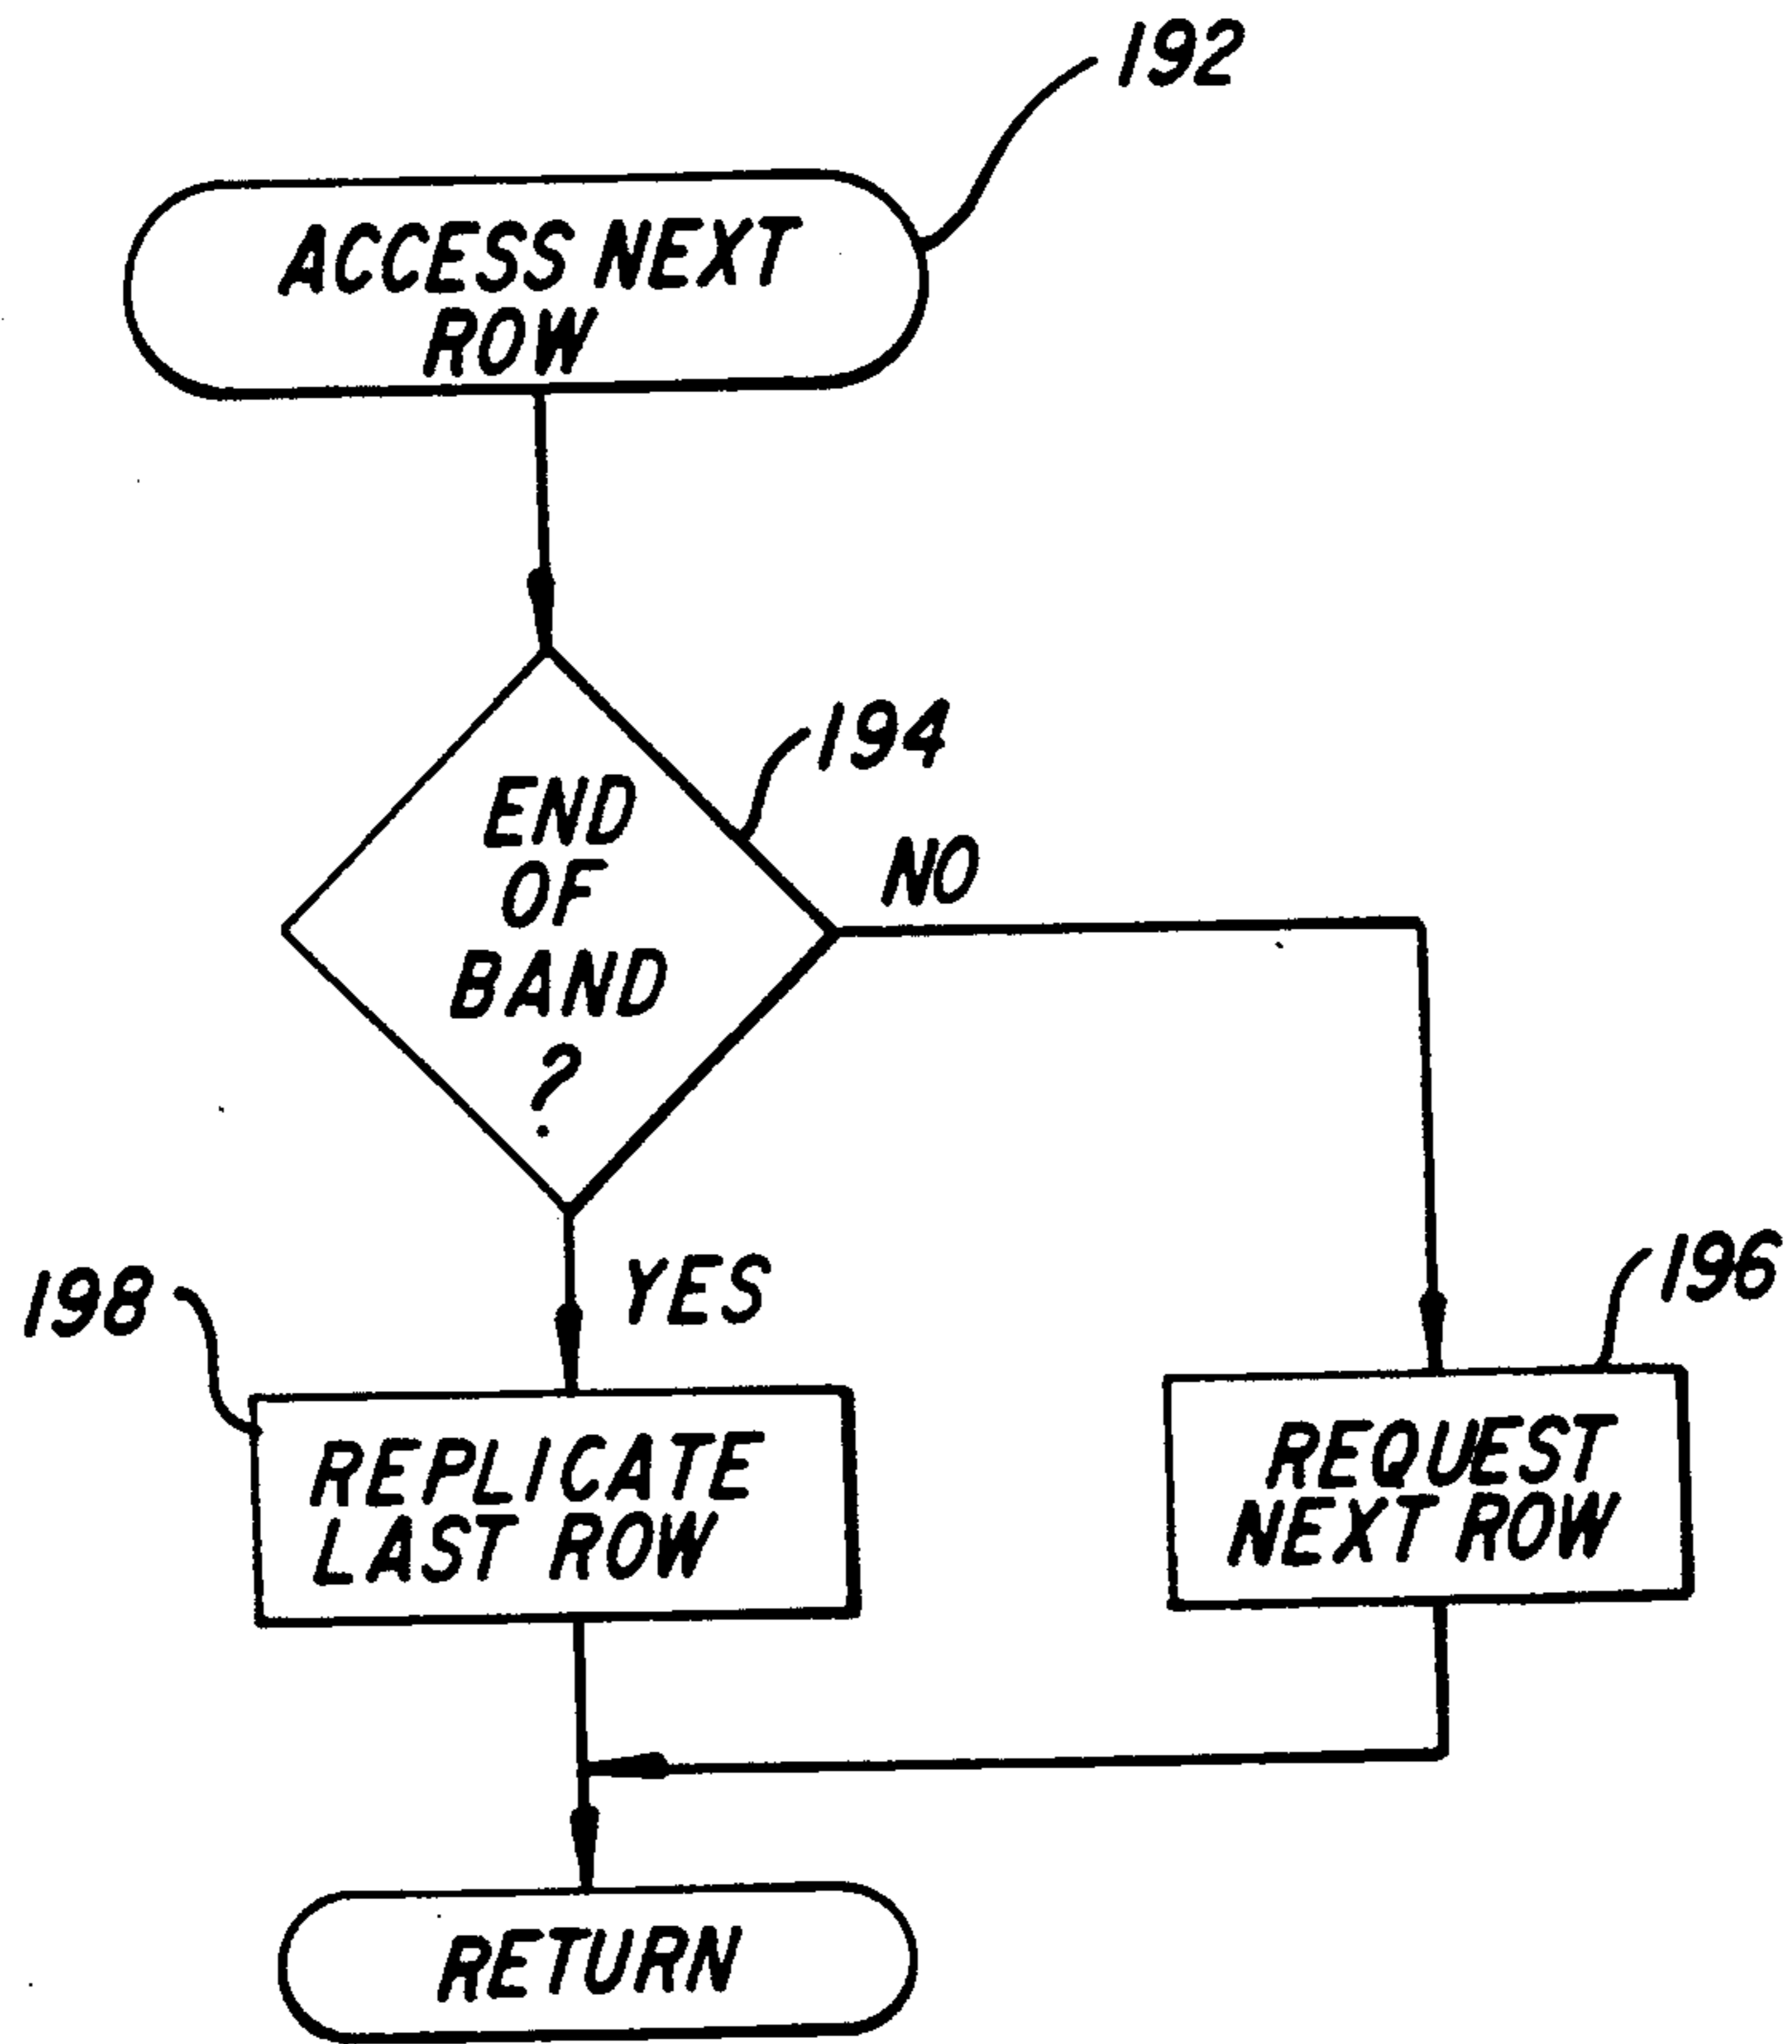 192
ACCESS NEXT
ROW
194
END
OF
BAND
?
NO
YES
198
196
REPLICATE
LAST ROW
REQUEST
NEXT ROW
RETURN